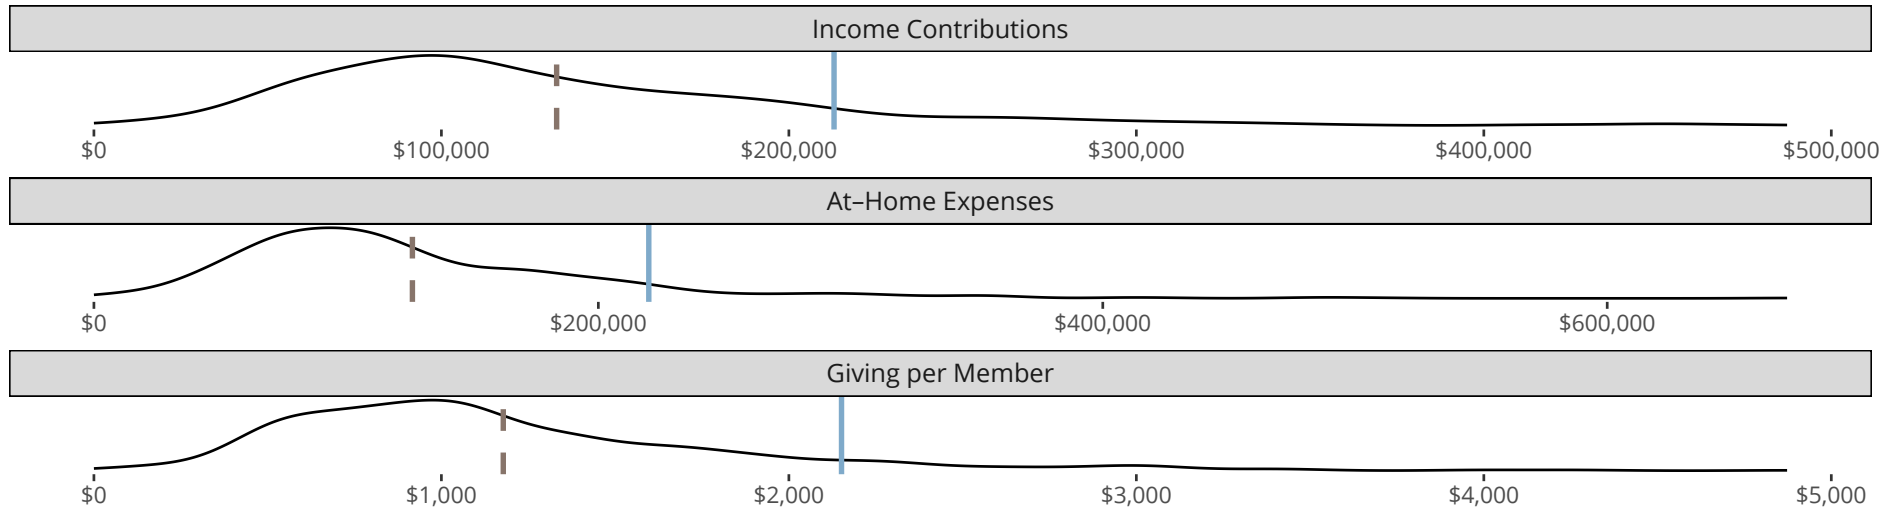 Income Contributions
$0 $100,000 $200,000 $300,000 $400,000 $500,000
At–Home Expenses
$0 $200,000 $400,000 $600,000
Giving per Member
$0 $1,000 $2,000 $3,000 $4,000 $5,000